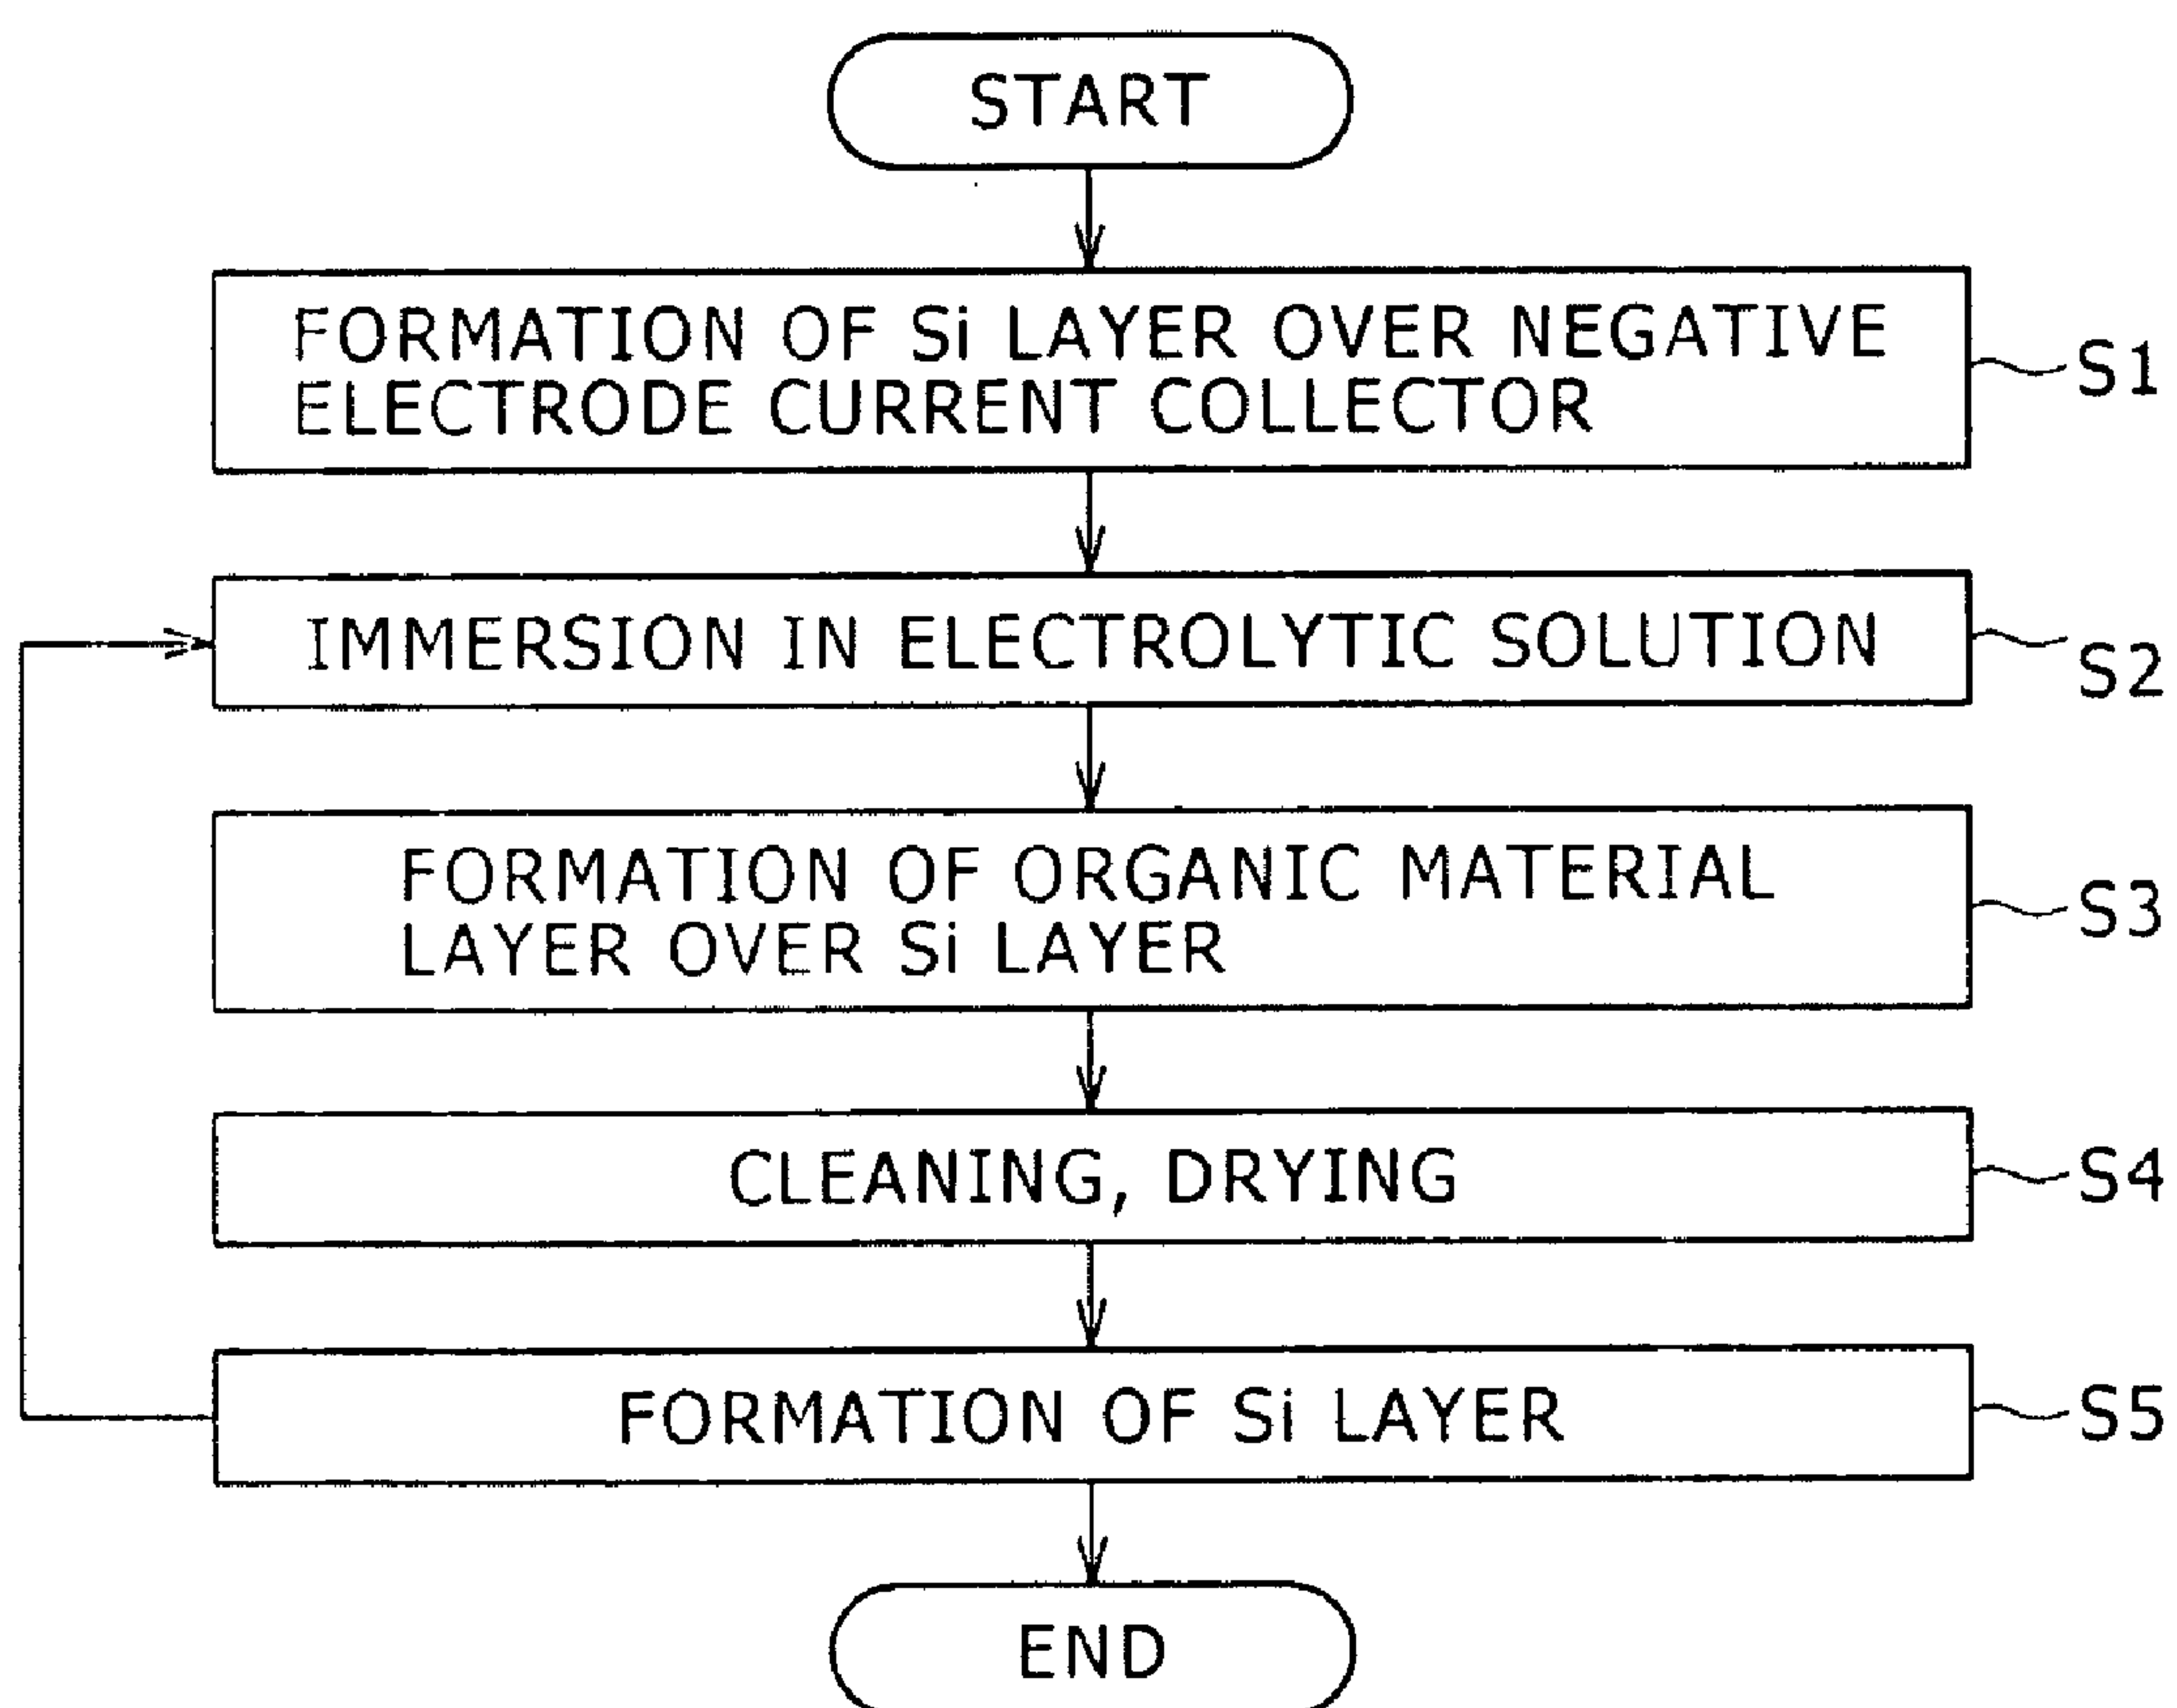 START
FORMATION OF Si LAYER OVER NEGATIVE
ELECTRODE CURRENT COLLECTOR
S1
IMMERSION IN ELECTROLYTIC SOLUTION
S2
FORMATION OF ORGANIC MATERIAL
LAYER OVER Si LAYER
S3
CLEANING, DRYING
S4
FORMATION OF Si LAYER
S5
END